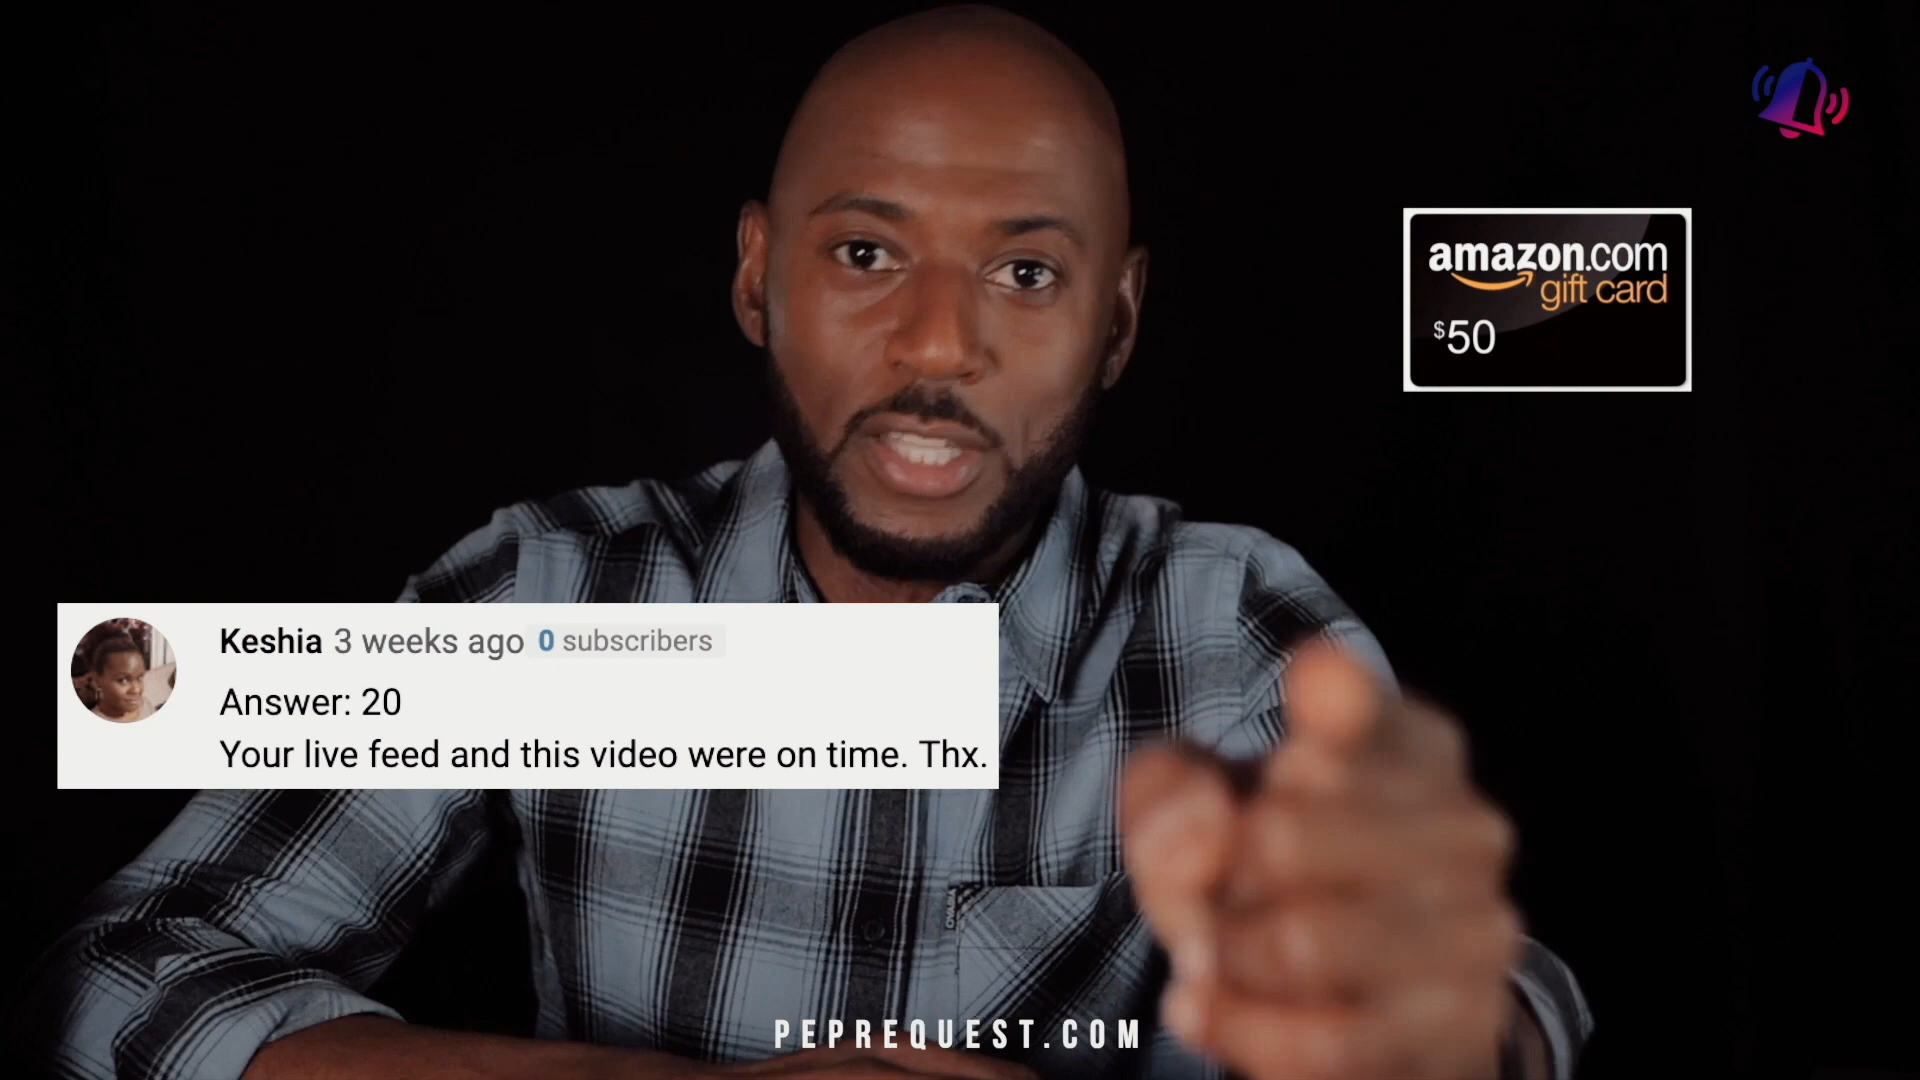 amazon.com
gift card
$50
Keshia 3 weeks ago 0 subscribers
Answer: 20
Your live feed and this video were on time. Thx.
PEPREQUEST.COM